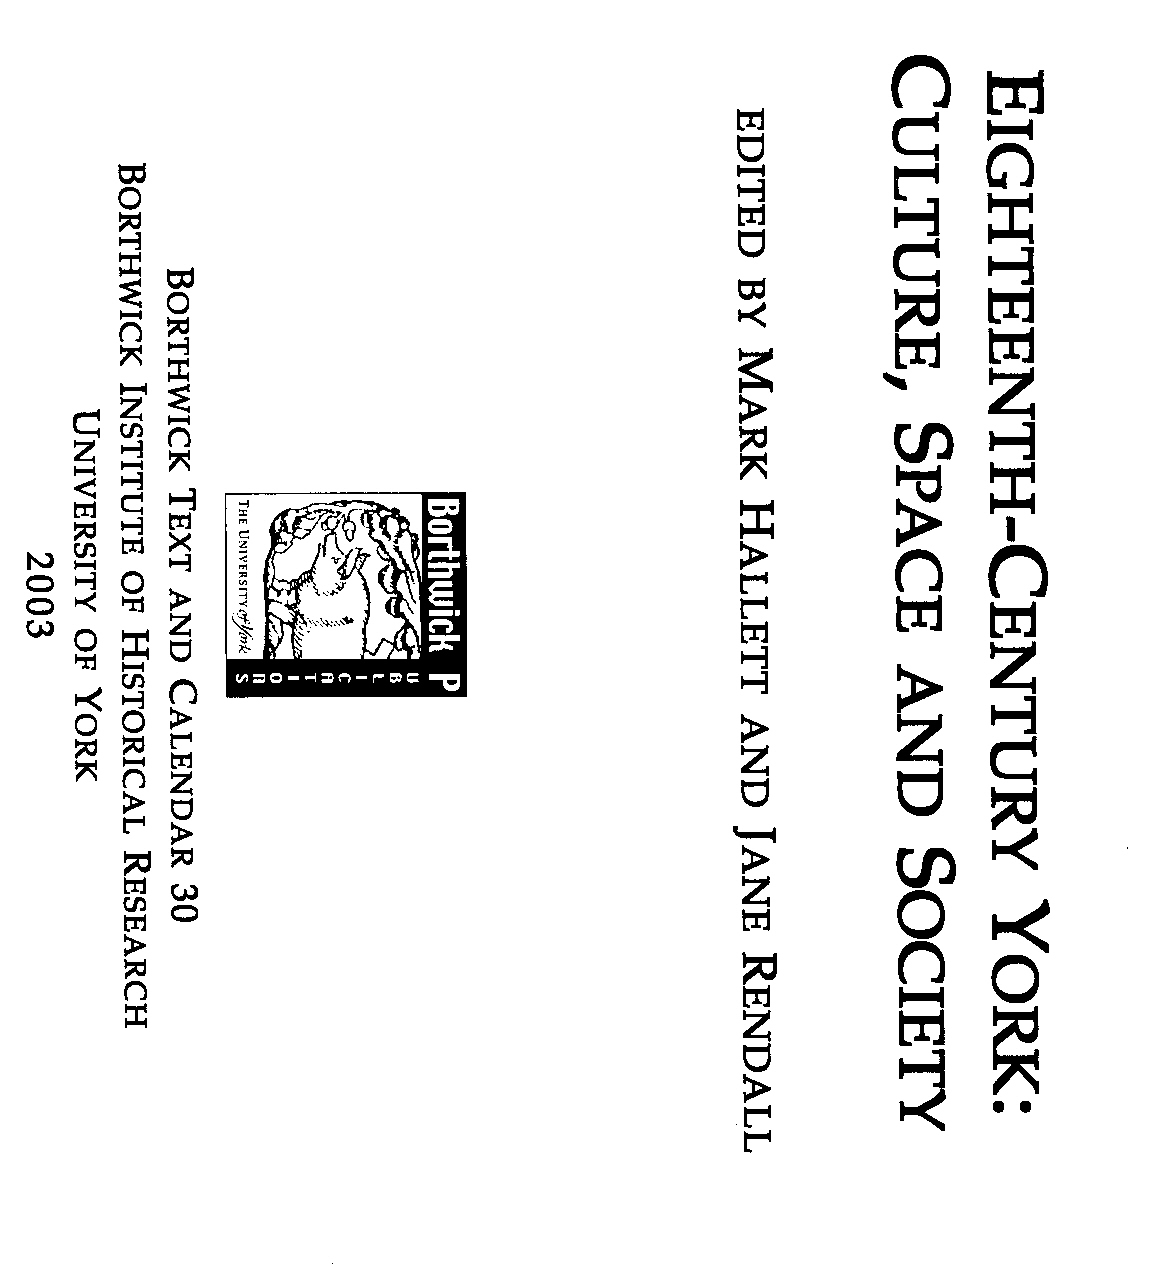 EIGHTEENTH-CENTURY YORK:
CULTURE, SPACE AND SOCIETY
EDITED BY MARK HALLETT AND JANE RENDALL
Borthwick PUBLICATIONS
THE UNIVERSITY of York
BORTHWICK TEXT AND CALENDAR 30
BORTHWICK INSTITUTE OF HISTORICAL RESEARCH
UNIVERSITY OF YORK
2003